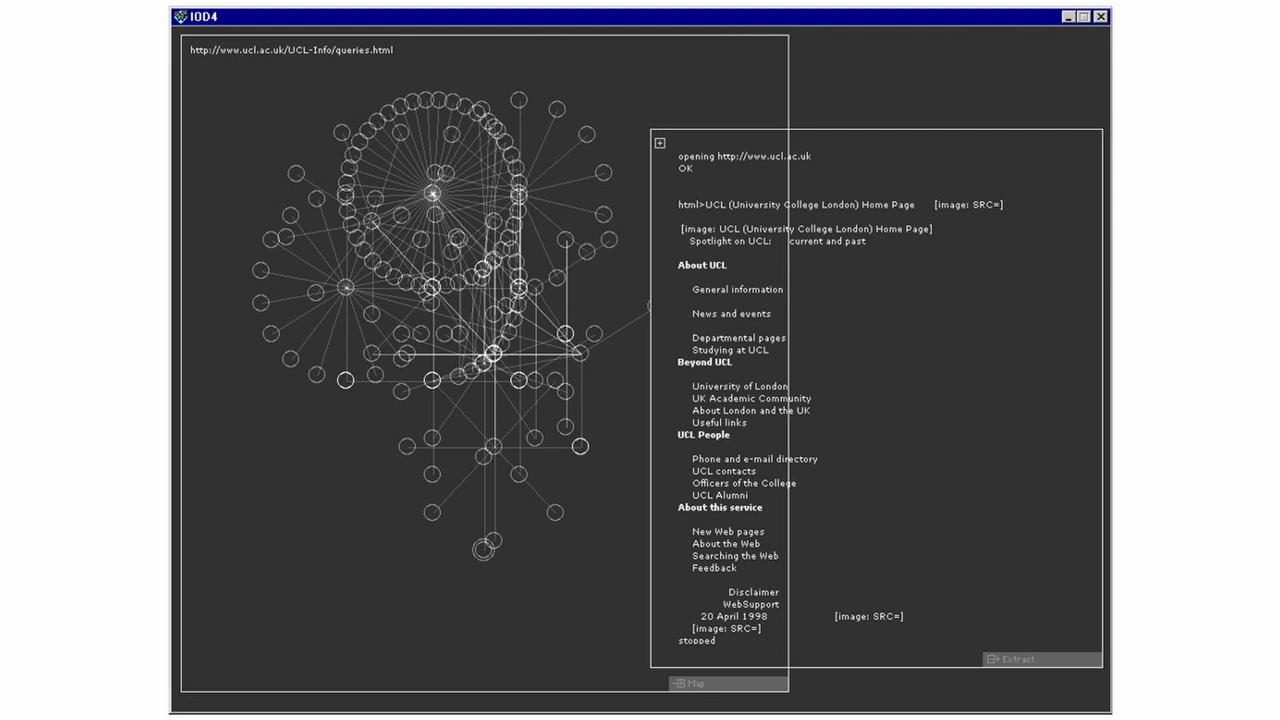 IOD4
http://www.ucl.ac.uk/UCL-Info/queries.html
opening http://www.ucl.ac.uk
OK
html>UCL (University College London) Home Page [image: SRC=]
[image: UCL (University College London) Home Page]
Spotlight on UCL: current and past
About UCL
General information
News and events
Departmental pages
Studying at UCL
Beyond UCL
University of London
UK Academic Community
About London and the UK
Useful links
UCL People
Phone and e-mail directory
UCL contacts
Officers of the College
UCL Alumni
About this service
New Web pages
About the Web
Searching the Web
Feedback
Disclaimer
WebSupport
20 April 1998 [image: SRC=]
[image: SRC=]
stopped
Extract
Map